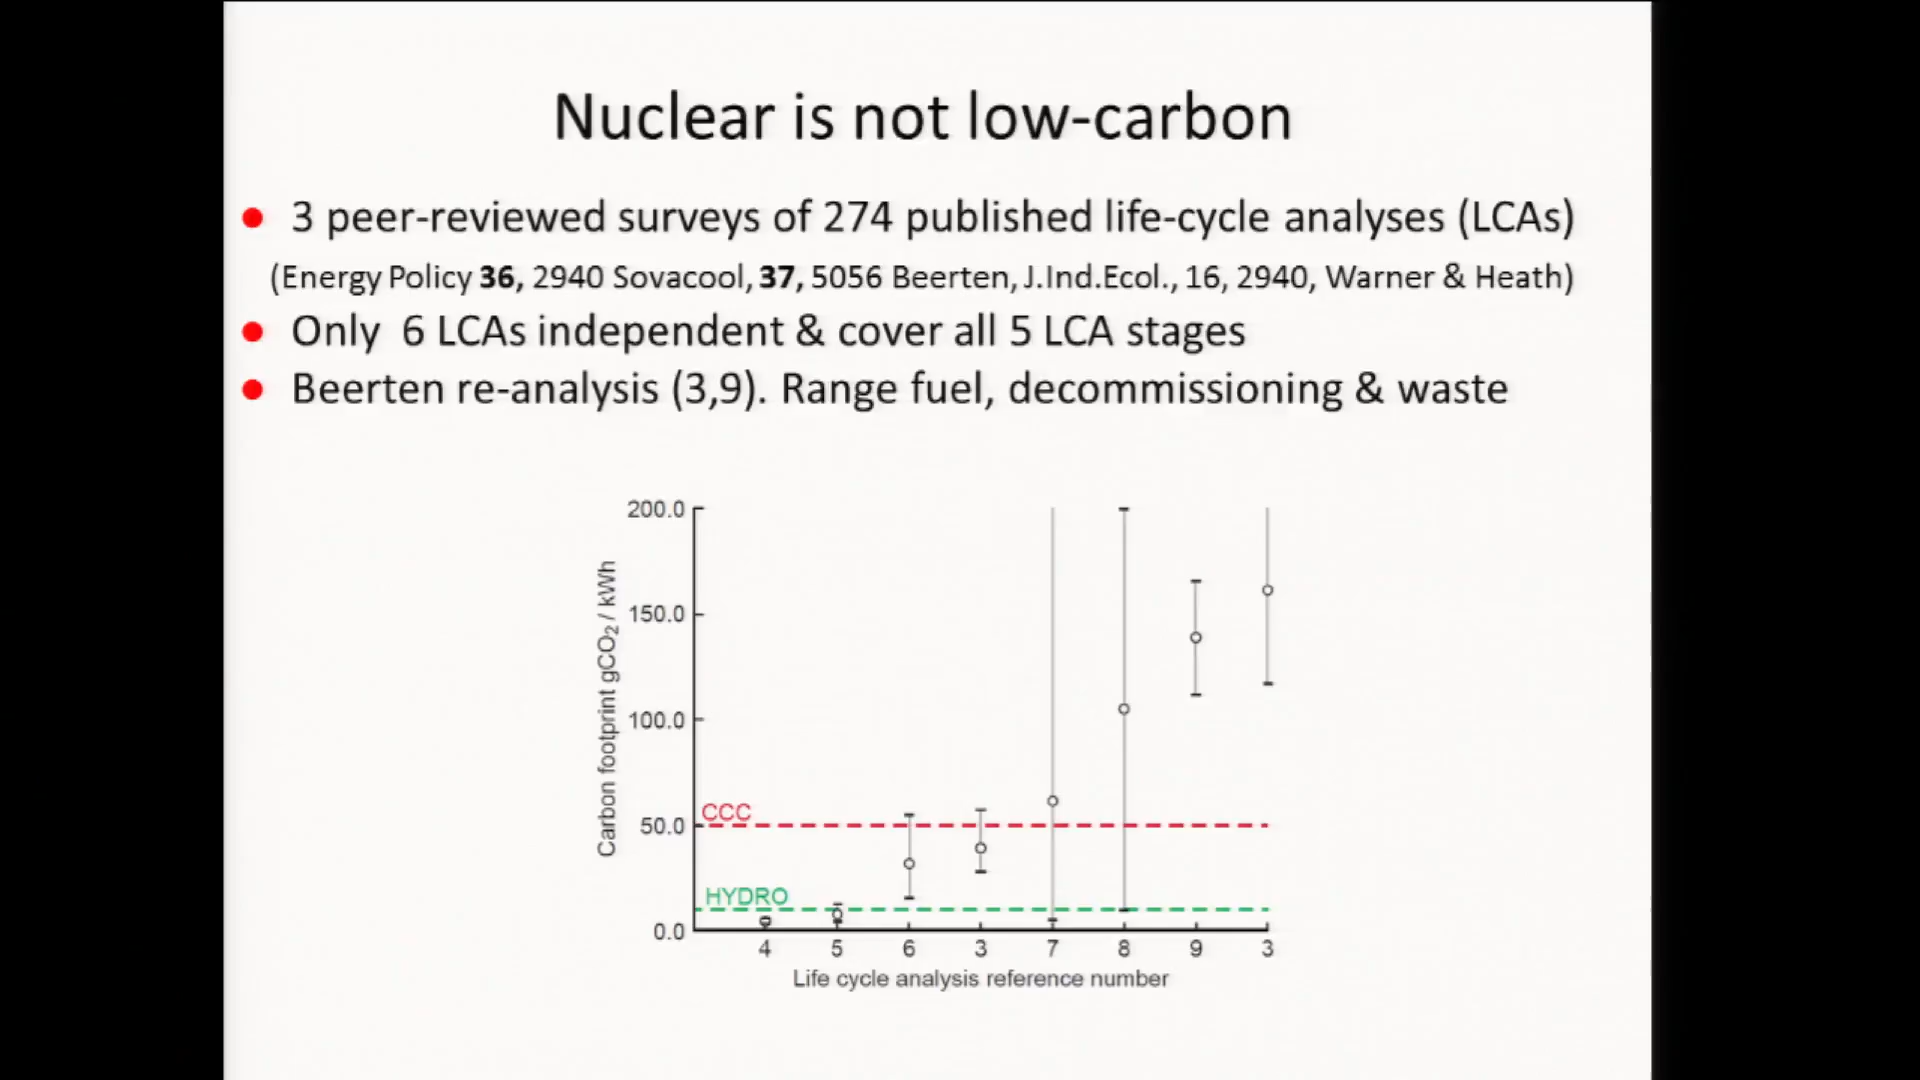 Nuclear is not low-carbon
3 peer-reviewed surveys of 274 published life-cycle analyses (LCAs)
(Energy Policy 36, 2940 Sovacool, 37, 5056 Beerten, J.Ind.Ecol., 16, 2940, Warner & Heath)
Only 6 LCAs independent & cover all 5 LCA stages
Beerten re-analysis (3,9). Range fuel, decommissioning & waste
Carbon footprint gCO2 / kWh
200.0
150.0
100.0
50.0
0.0
CCC
HYDRO
4 5 6 3 7 8 9 3
Life cycle analysis reference number